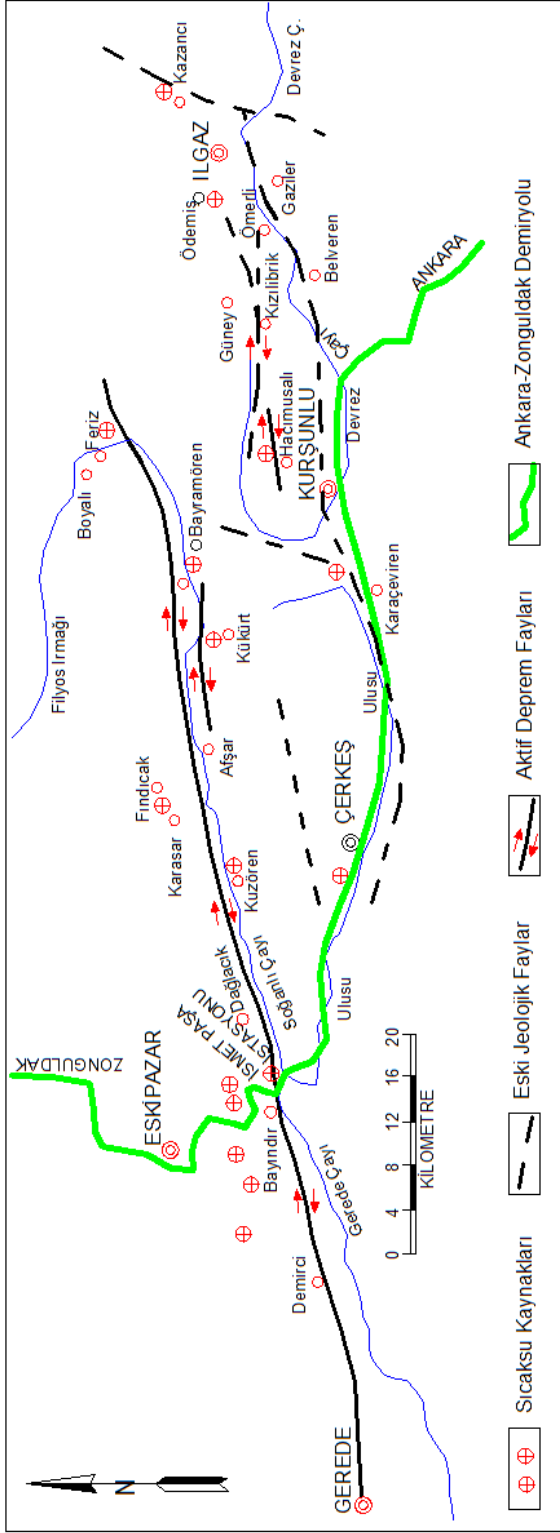 N
ZONGULDAK
ESKİPAZAR
İSMET PAŞA
İSTASYONU
Dağlacık
Soğanlı Çayı
Bayındır
Demirci
Gerede Çayı
GEREDE
Filyos Irmağı
Boyalı
Feriz
Bayramören
Kükürt
Afşar
Fındıcak
Karasar
Kuzören
Ulusu
ÇERKEŞ
Ulusu
Karaçeviren
KURŞUNLU
Hacımusalı
Devrez
Çayı
Güney
Kızılibrik
Ödemiş
ILGAZ
Ömerli
Gaziler
Belveren
Kazancı
Devrez Ç.
ANKARA
0 4 8 12 16 20
KİLOMETRE
Sıcaksu Kaynakları
Eski Jeolojik Faylar
Aktif Deprem Fayları
Ankara-Zonguldak Demiryolu